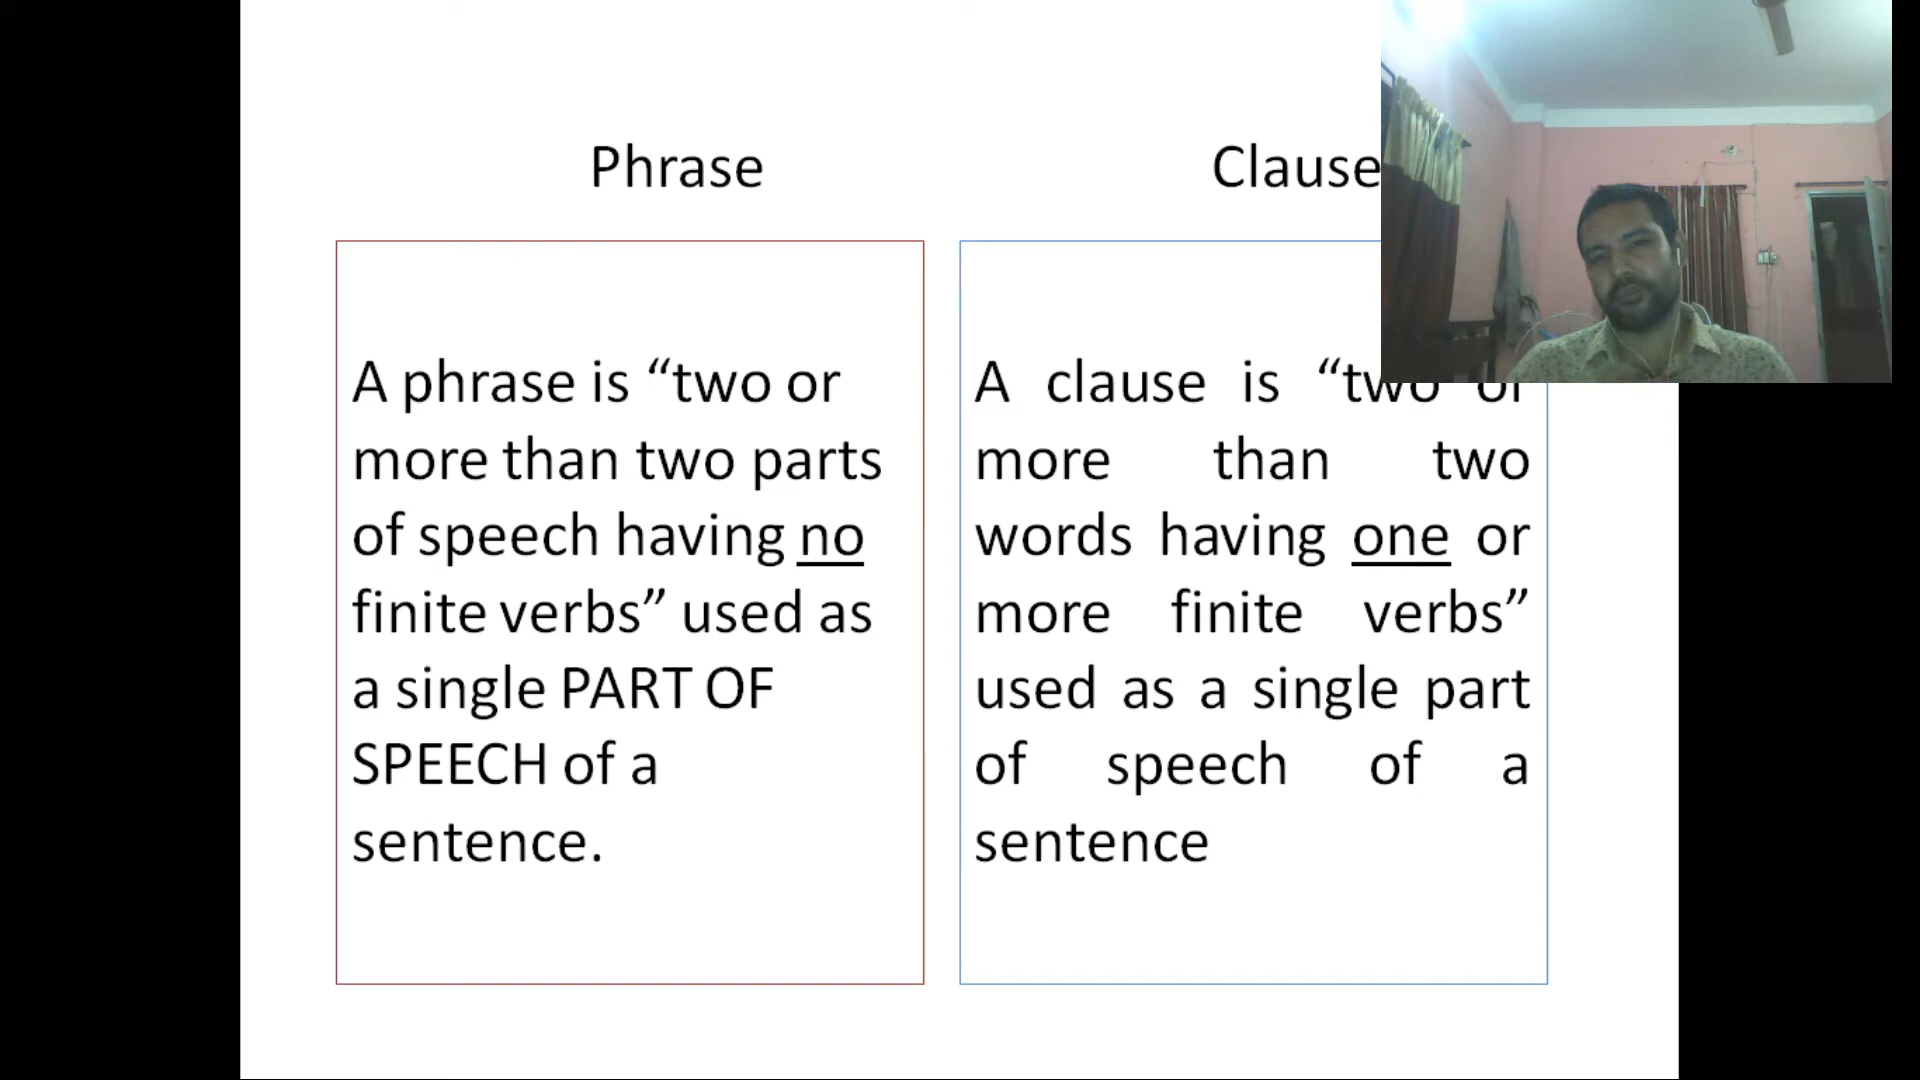 Phrase
Clause
A phrase is “two or
more than two parts
of speech having no
finite verbs” used as
a single PART OF
SPEECH of a
sentence.
A clause is “two or
more than two
words having one or
more finite verbs”
used as a single part
of speech of a
sentence